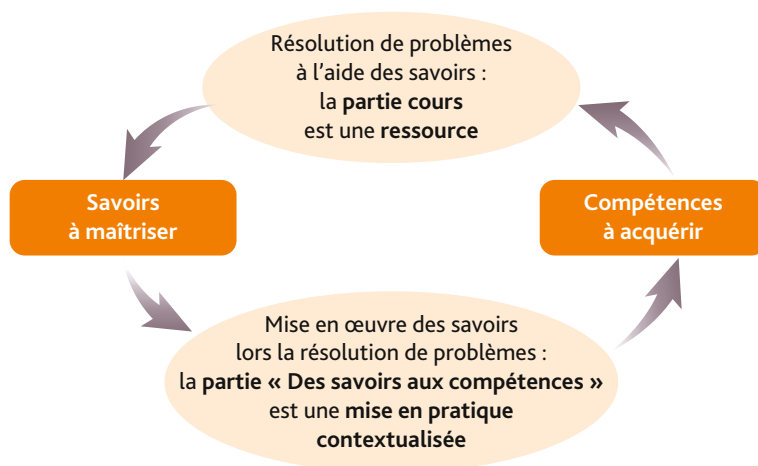 Résolution de problèmes
à l’aide des savoirs :
la partie cours
est une ressource
Savoirs
à maîtriser
Compétences
à acquérir
Mise en œuvre des savoirs
lors la résolution de problèmes :
la partie « Des savoirs aux compétences »
est une mise en pratique
contextualisée